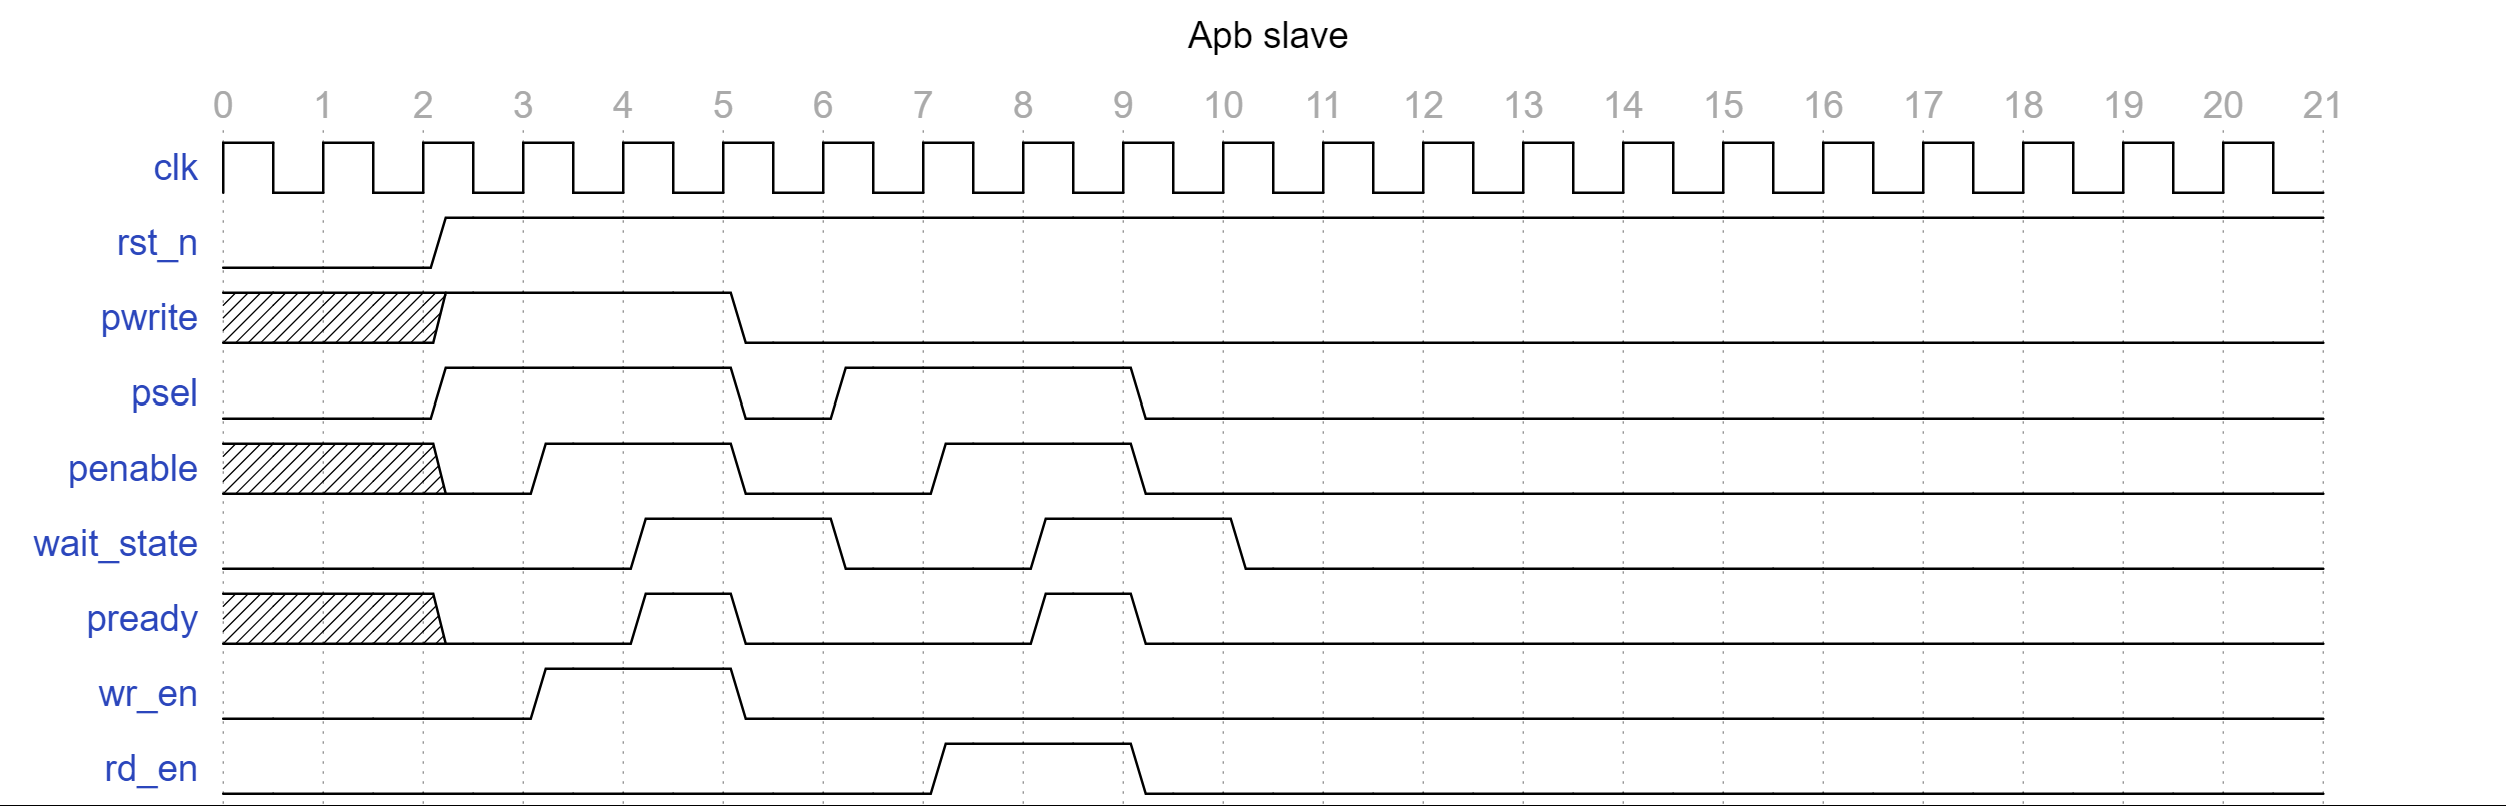 Apb slave
0 1 2 3 4 5 6 7 8 9 10 11 12 13 14 15 16 17 18 19 20 21
clk
rst_n
pwrite
psel
penable
wait_state
pready
wr_en
rd_en